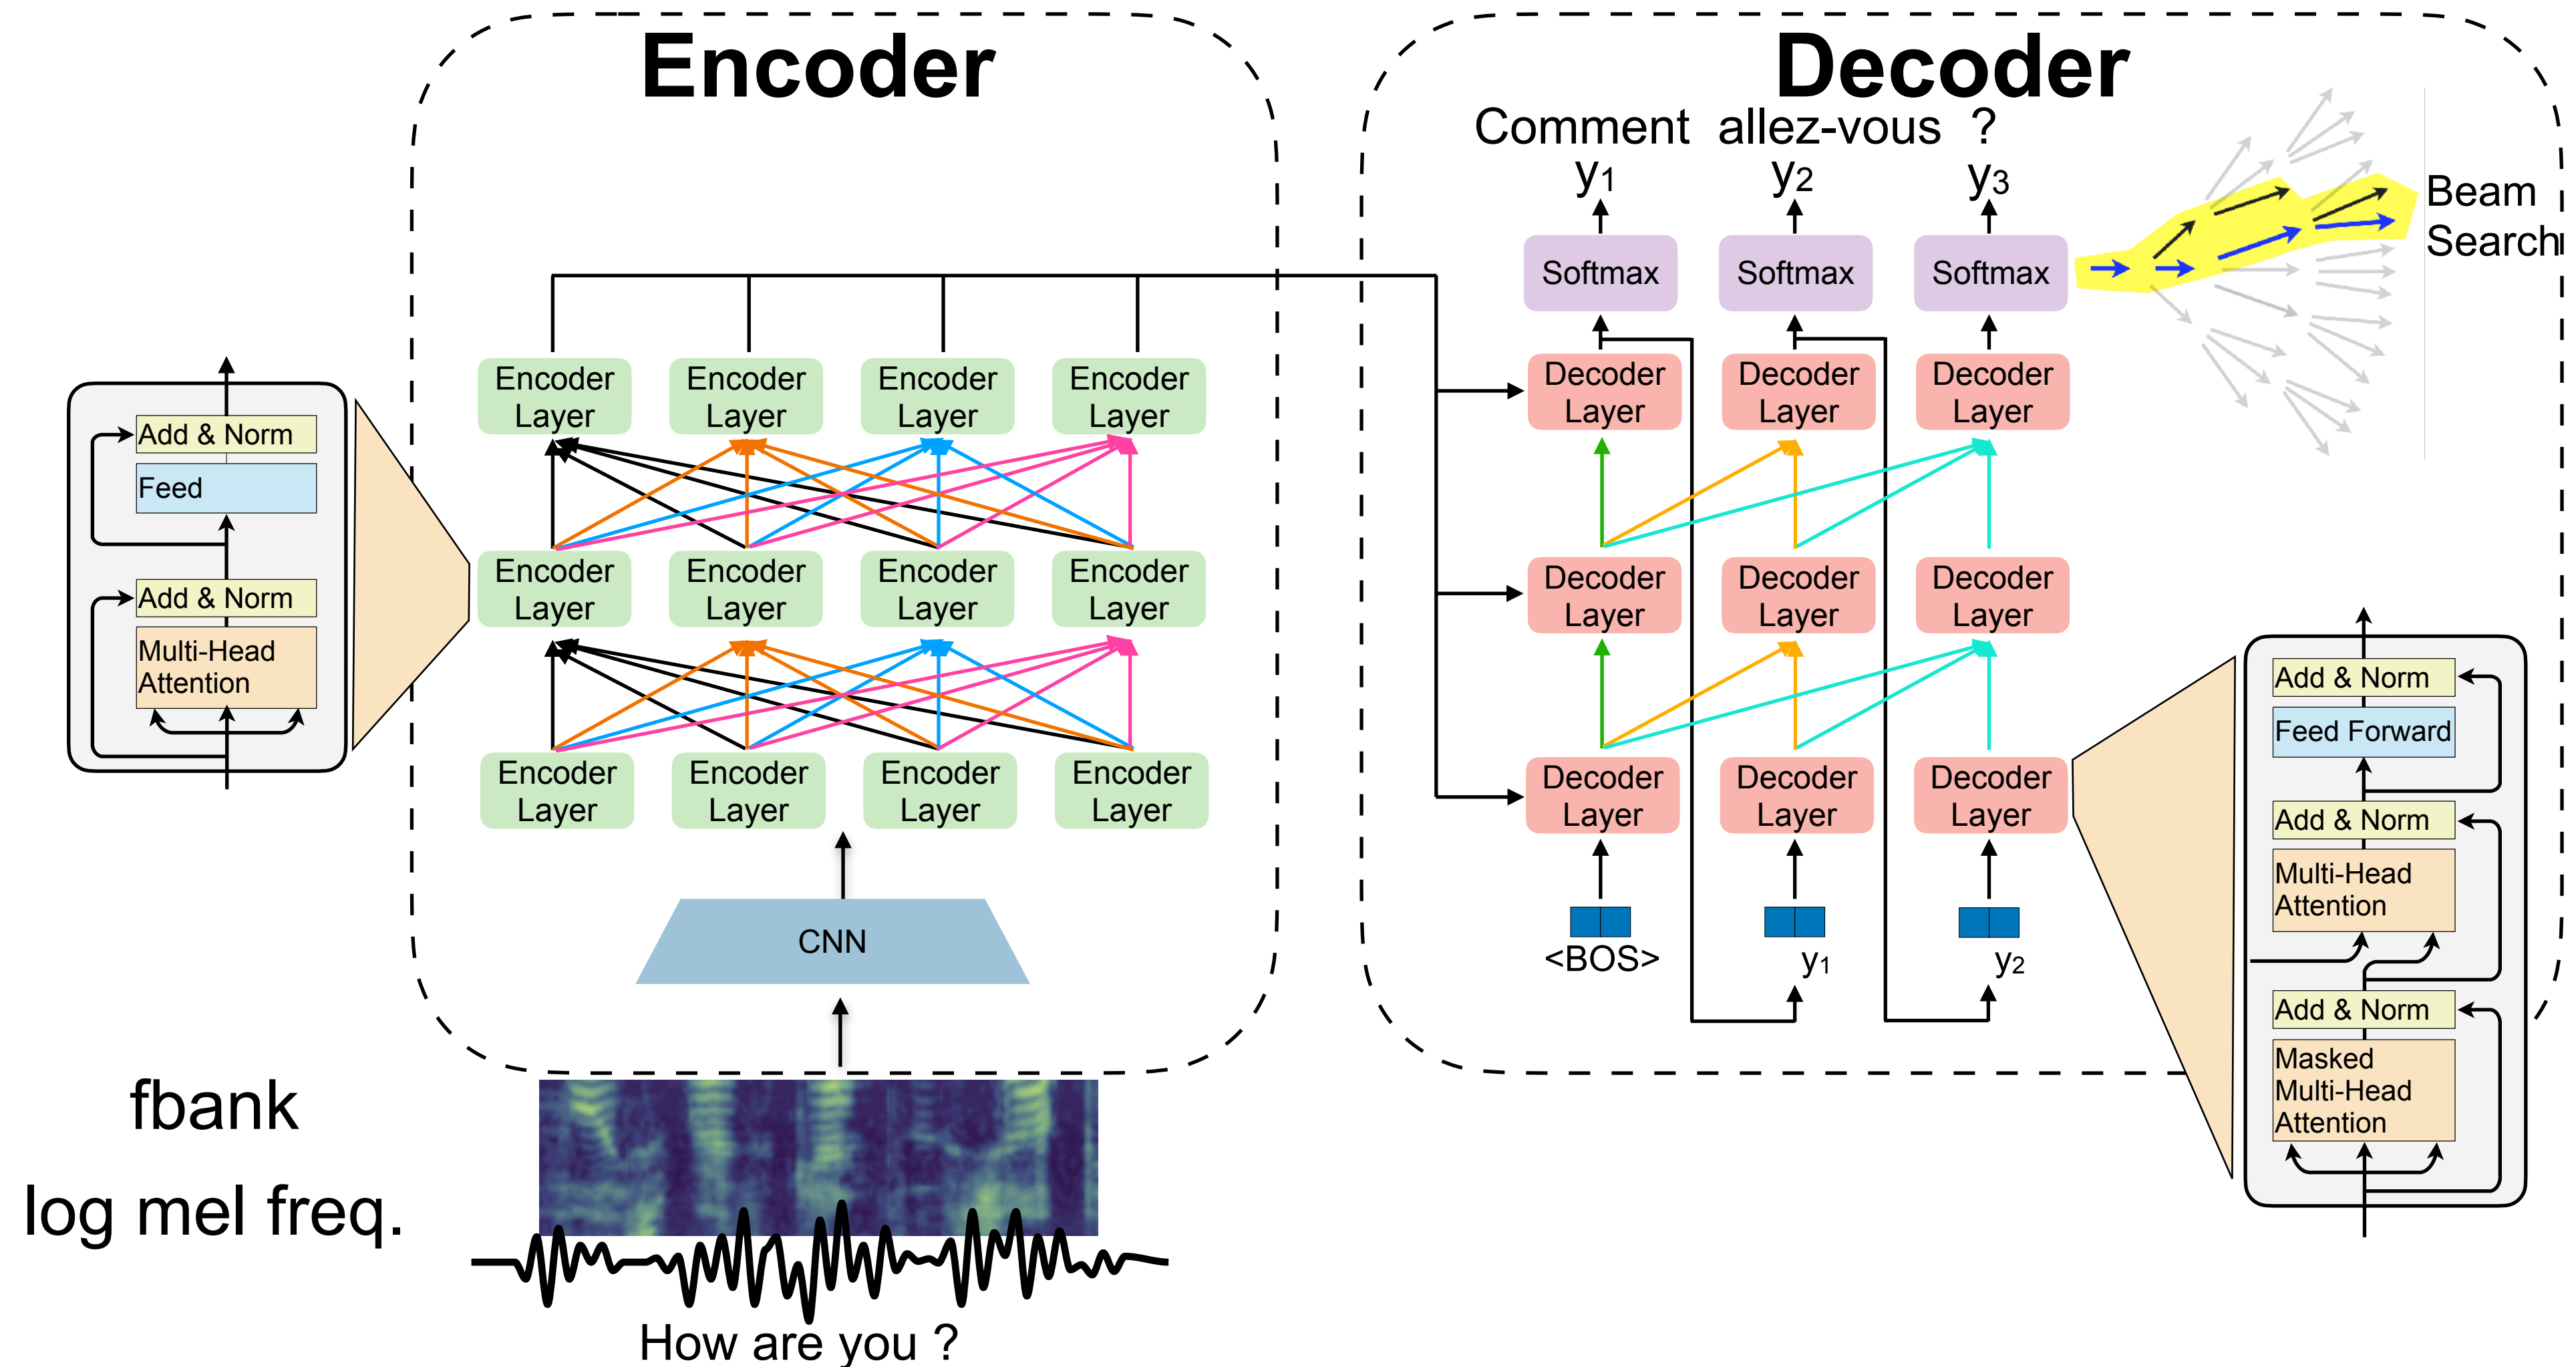 Encoder
Encoder Layer
Encoder Layer
Encoder Layer
Encoder Layer
Encoder Layer
Encoder Layer
Encoder Layer
Encoder Layer
Encoder Layer
Encoder Layer
Encoder Layer
Encoder Layer
CNN
Add & Norm
Feed
Add & Norm
Multi-Head
Attention
fbank
log mel freq.
How are you ?
Decoder
Comment allez-vous ?
y1 y2 y3
Softmax Softmax Softmax
Beam
Search
Decoder Layer
Decoder Layer
Decoder Layer
Decoder Layer
Decoder Layer
Decoder Layer
Decoder Layer
Decoder Layer
Decoder Layer
<BOS> y1 y2
Add & Norm
Feed Forward
Add & Norm
Multi-Head
Attention
Add & Norm
Masked
Multi-Head
Attention